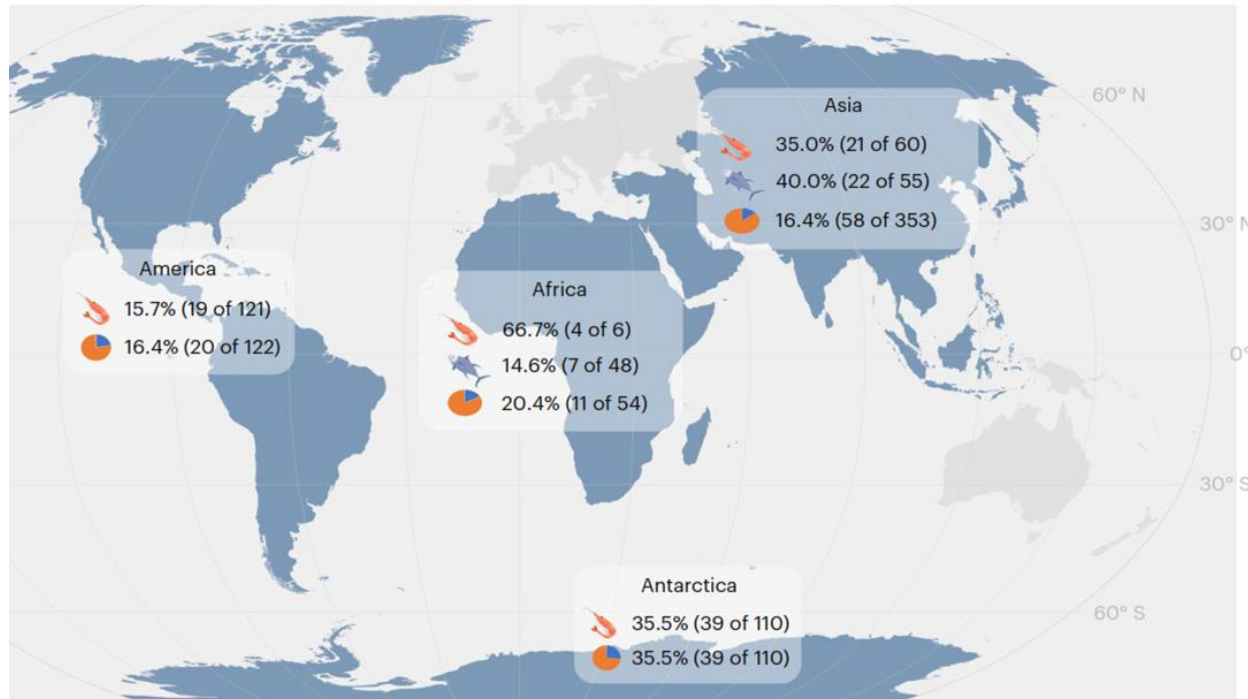 60° N
Asia
35.0% (21 of 60)
40.0% (22 of 55)
16.4% (58 of 353)
30° N
America
15.7% (19 of 121)
16.4% (20 of 122)
Africa
66.7% (4 of 6)
14.6% (7 of 48)
20.4% (11 of 54)
0°
30° S
Antarctica
35.5% (39 of 110)
35.5% (39 of 110)
60° S